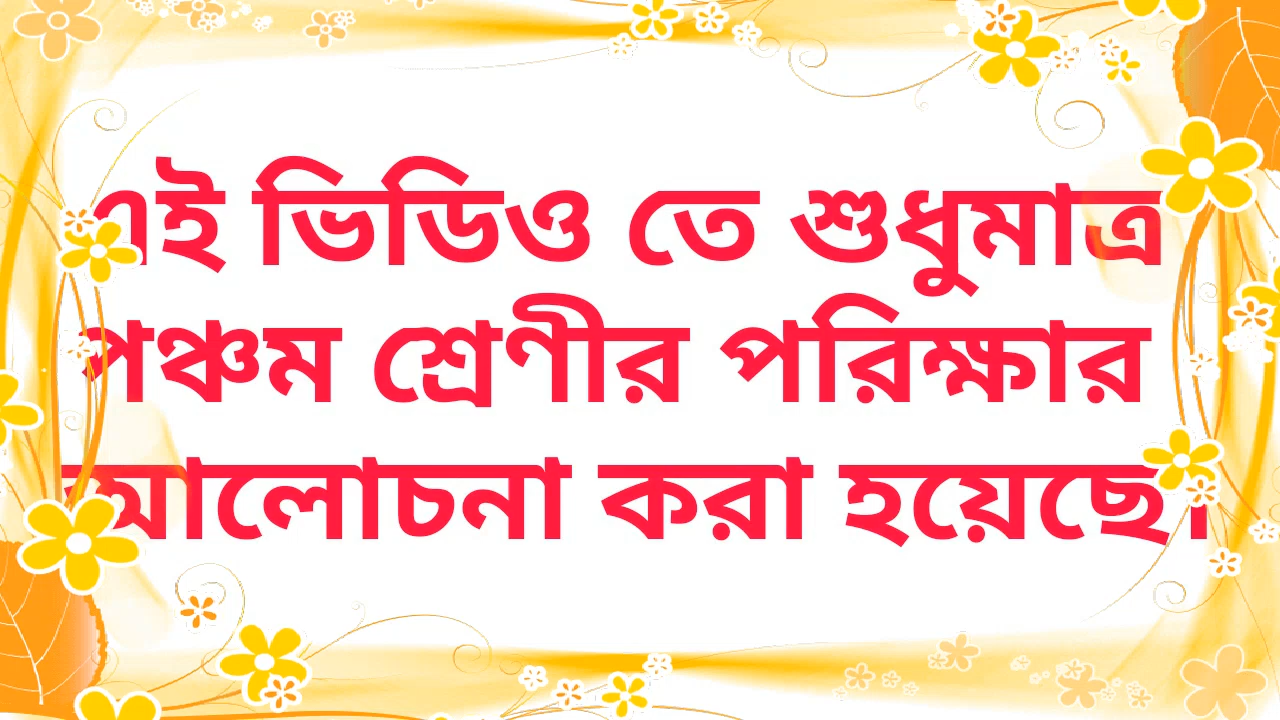 এই ভিডিও তে শুধুমাত্র
পঞ্চম শ্রেণীর পরিক্ষার
আলোচনা করা হয়েছে।